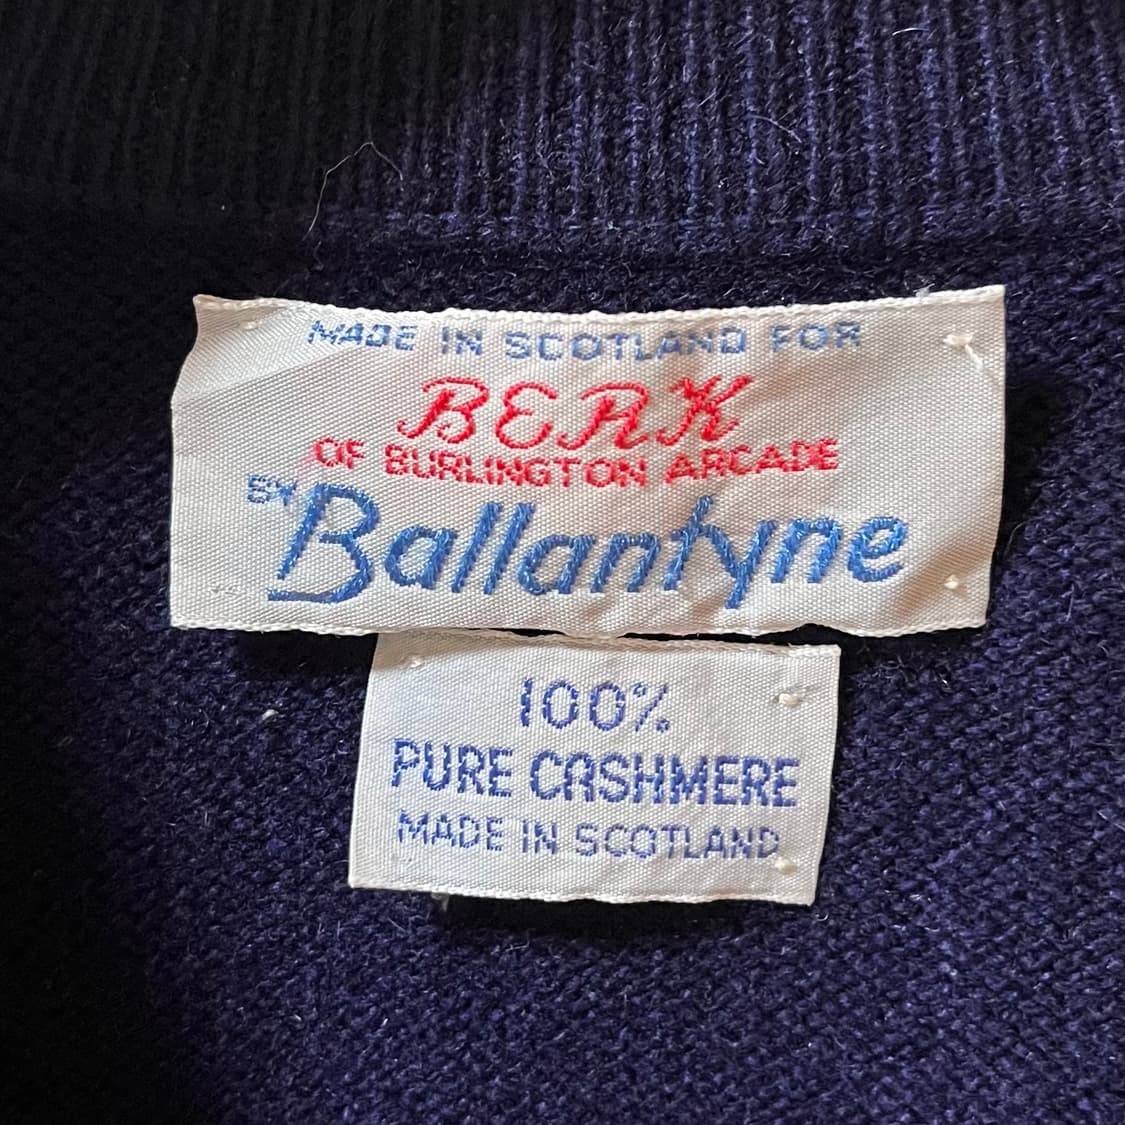 MADE IN SCOTLAND FOR
BERK
OF BURLINGTON ARCADE
BY Ballantyne
100%
PURE CASHMERE
MADE IN SCOTLAND